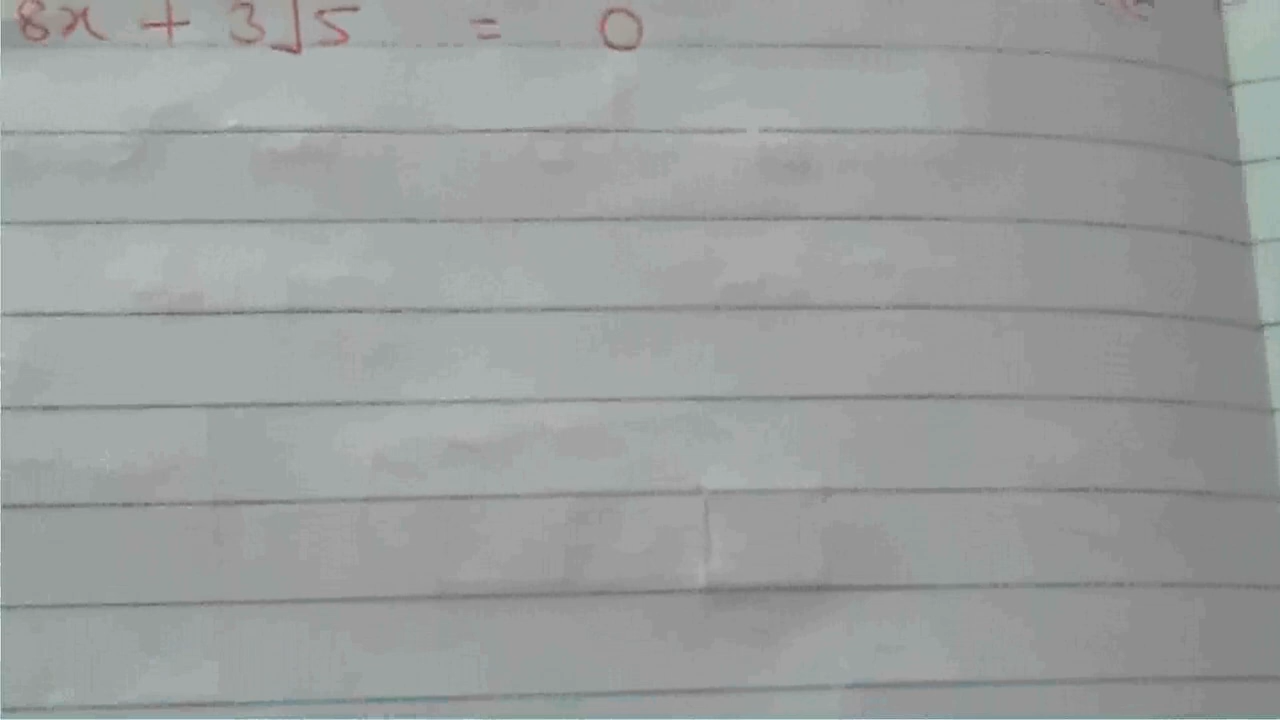 8x + 3√5 = 0